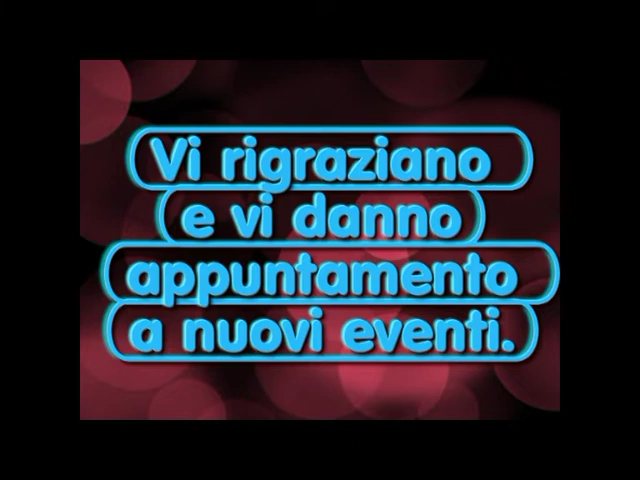 Vi rigraziano
e vi danno
appuntamento
a nuovi eventi.